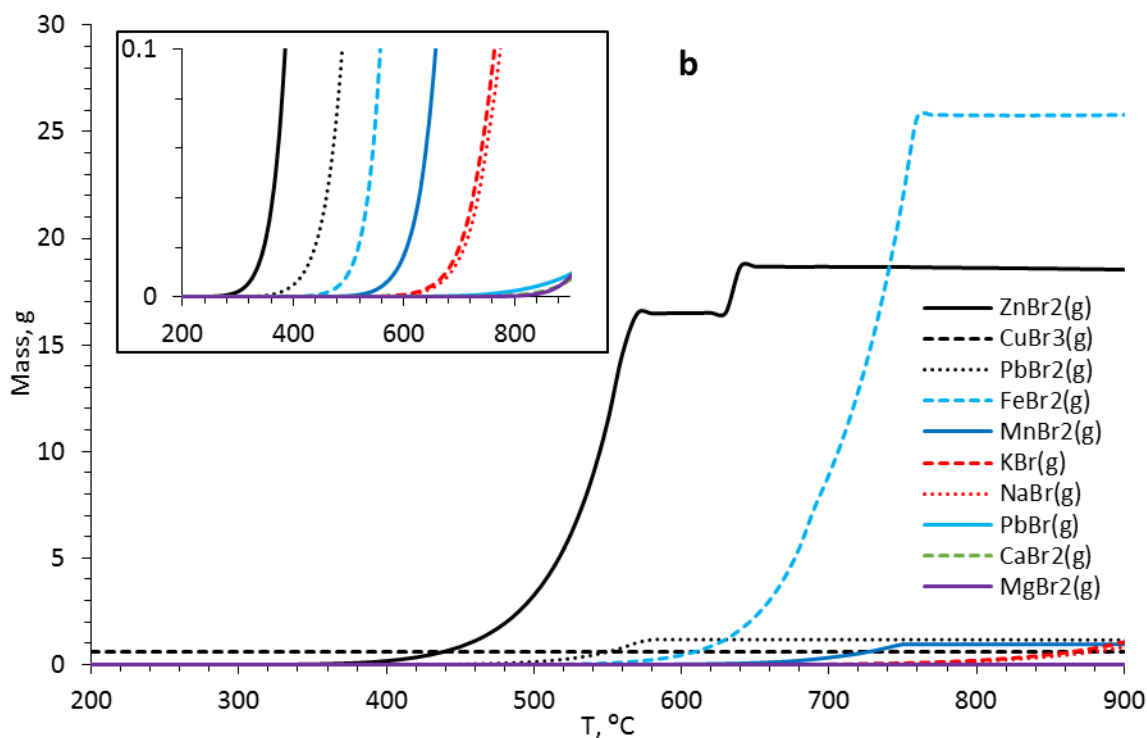 30
25
20
15
10
5
0
Mass, g
0.1
0
200
400
600
800
b
ZnBr2(g)
CuBr3(g)
PbBr2(g)
FeBr2(g)
MnBr2(g)
KBr(g)
NaBr(g)
PbBr(g)
CaBr2(g)
MgBr2(g)
200
300
400
500
600
700
800
900
T, °C